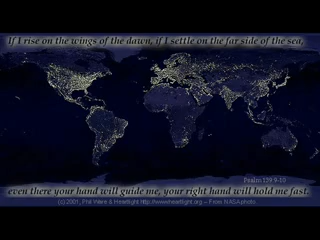 If I rise on the wings of the dawn, if I settle on the far side of the sea,
Psalm 139:9-10
even there your hand will guide me, your right hand will hold me fast.
(c) 2001, Phil Ware & Heartlight http://www.heartlight.org -- From NASA photo.